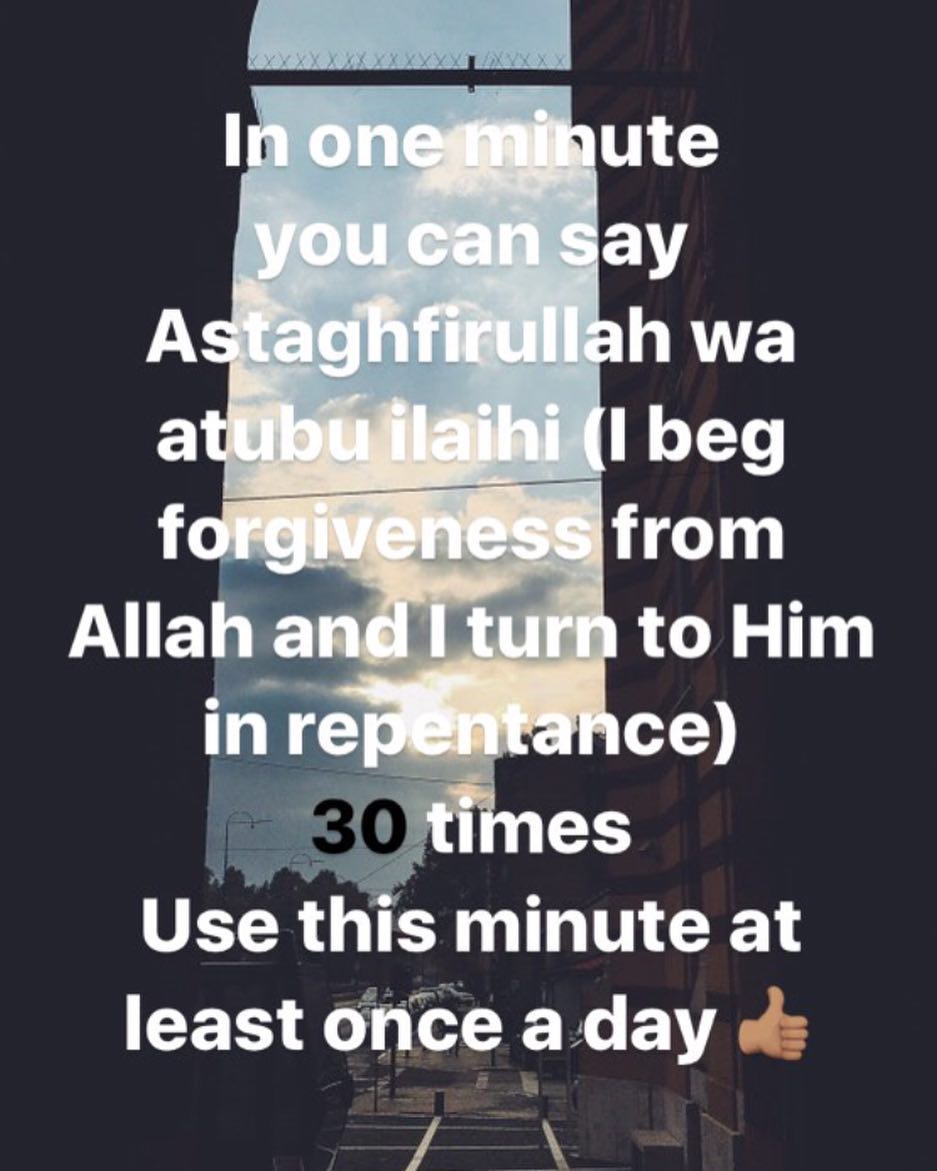 In one minute
you can say
Astaghfirullah wa
atubu ilaihi (I beg
forgiveness from
Allah and I turn to Him
in repentance)
30 times
Use this minute at
least once a day 👍🏽